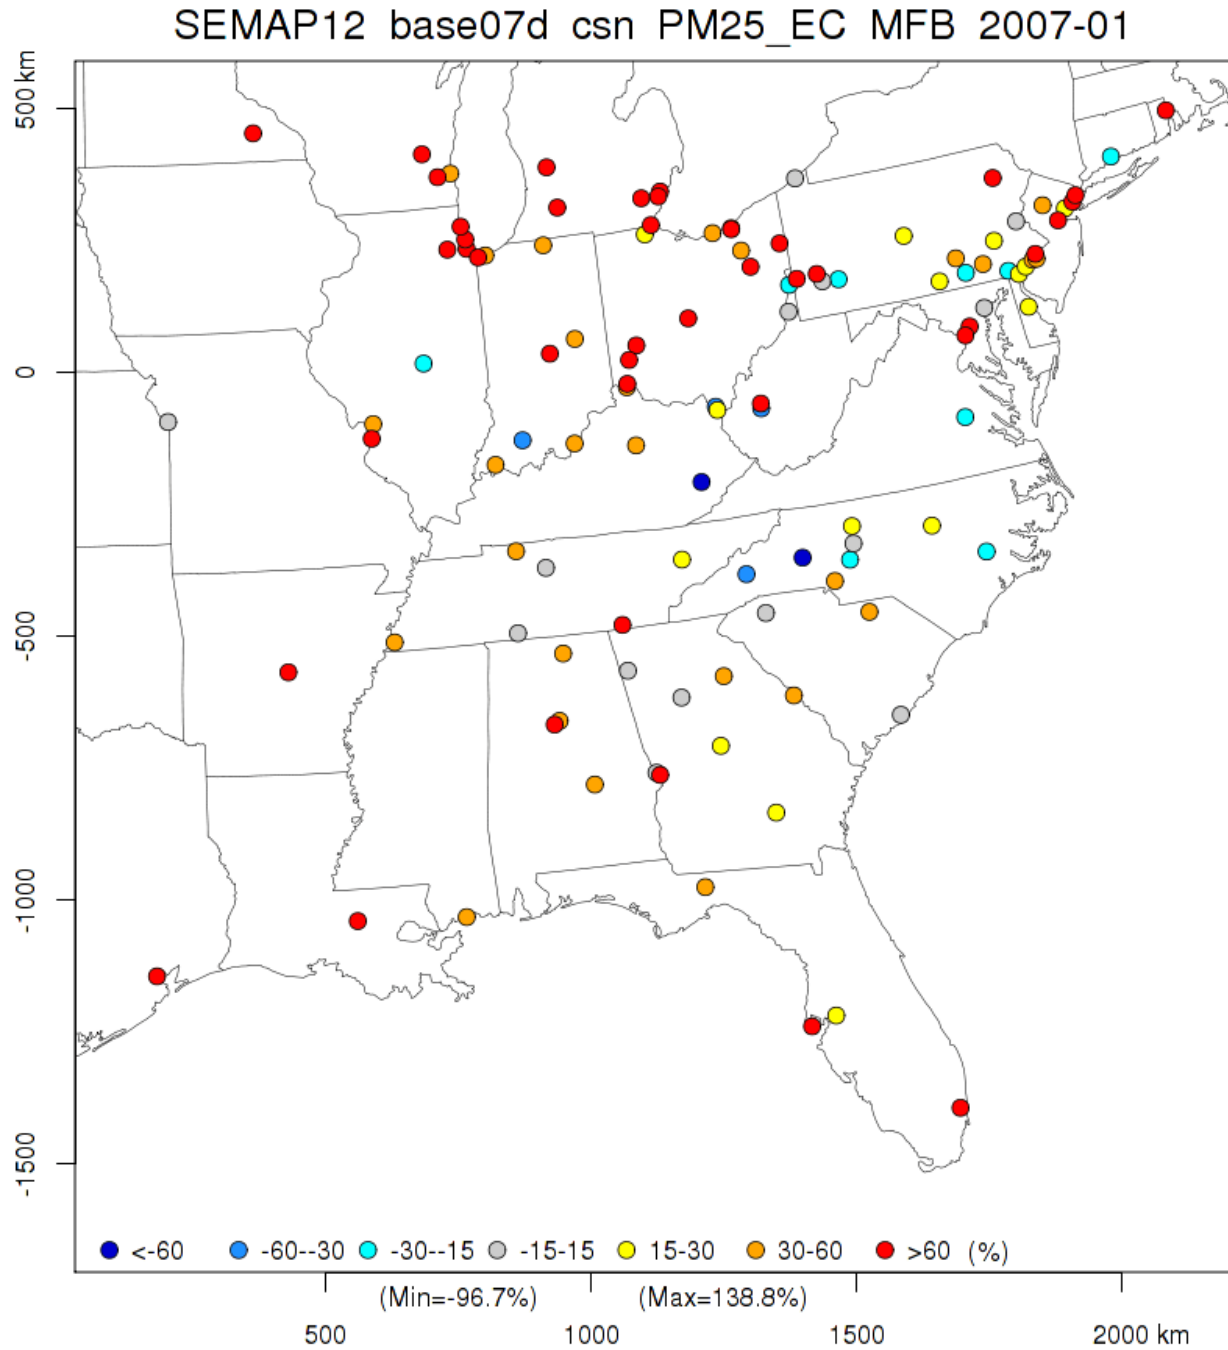 SEMAP12 base07d csn PM25_EC MFB 2007-01
500 km
0
-500
-1000
-1500
<-60 -60--30 -30--15 -15-15 15-30 30-60 >60 (%)
(Min=-96.7%) (Max=138.8%)
500 1000 1500 2000 km